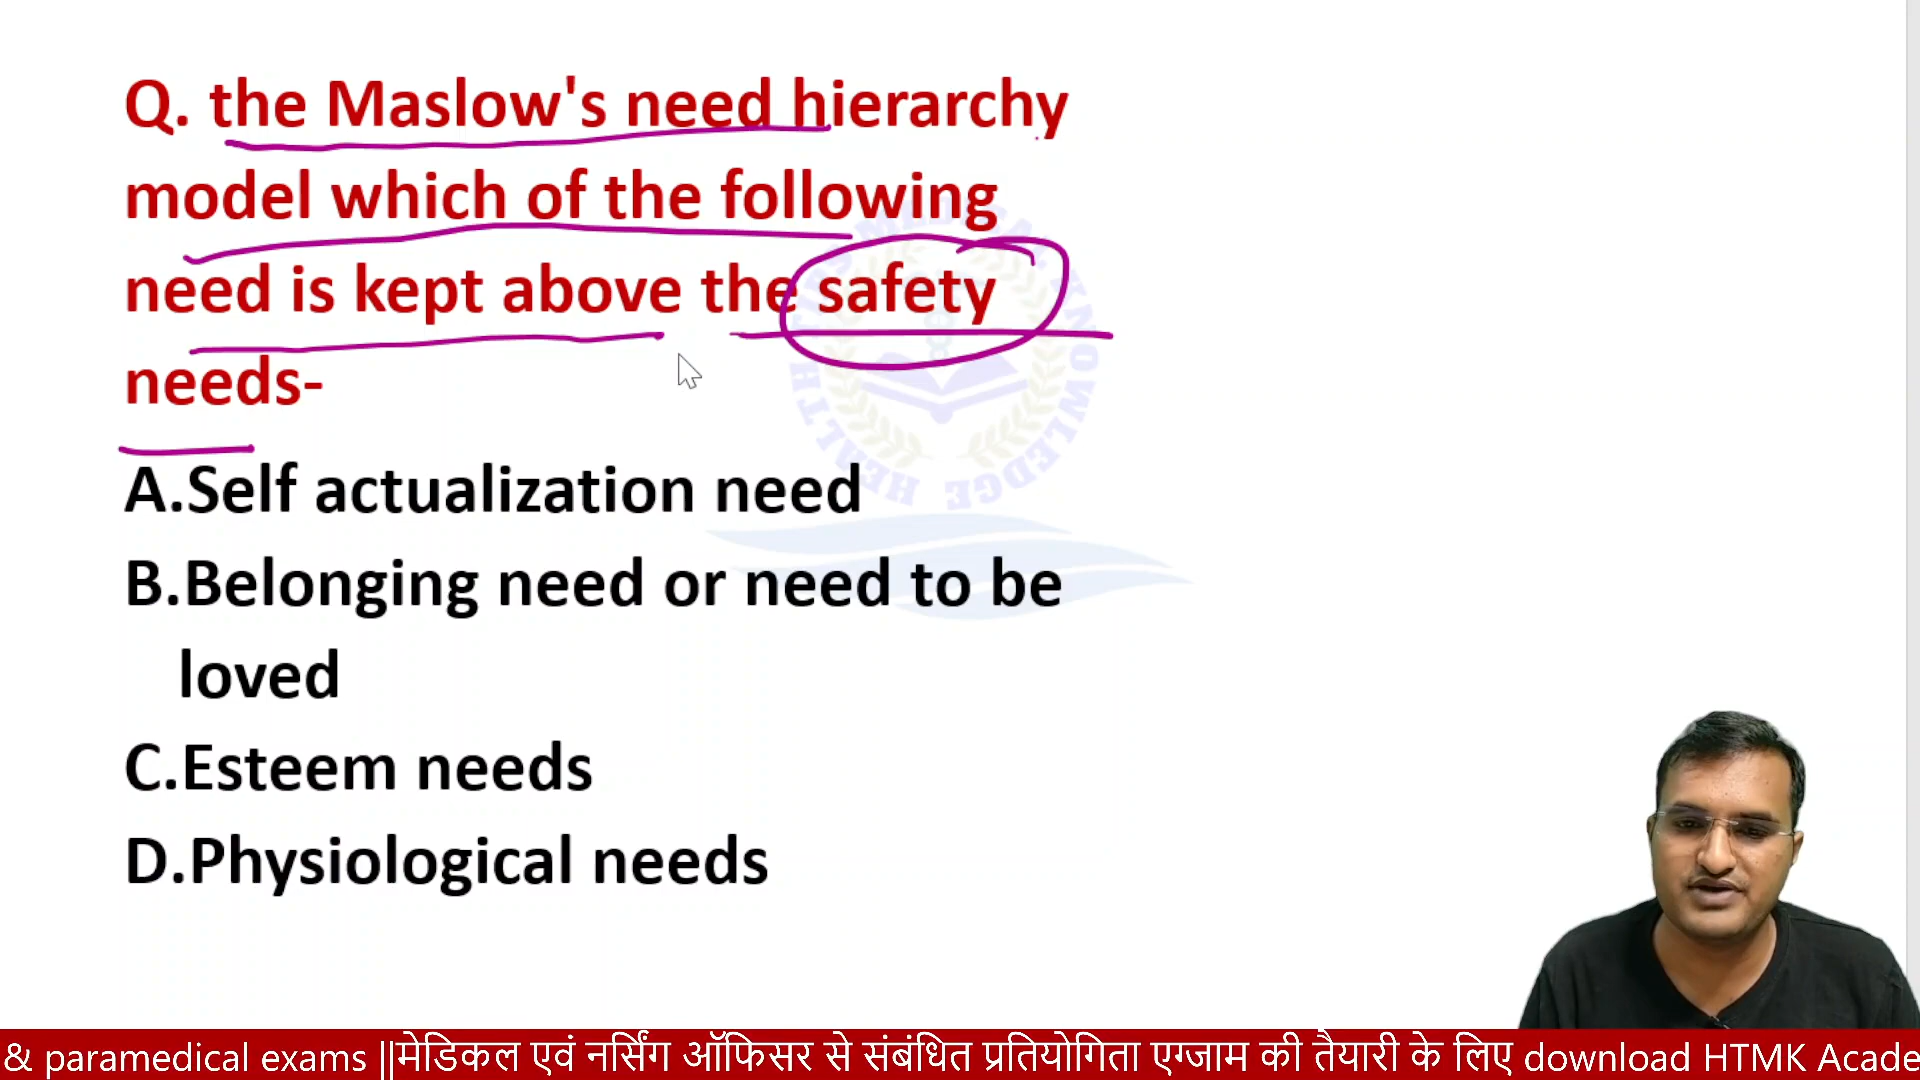 Q. the Maslow's need hierarchy
model which of the following
need is kept above the safety
needs-
A.Self actualization need
B.Belonging need or need to be
loved
C.Esteem needs
D.Physiological needs
& paramedical exams ||मेडिकल एवं नर्सिंग ऑफिसर से संबंधित प्रतियोगिता एग्जाम की तैयारी के लिए download HTMK Acade